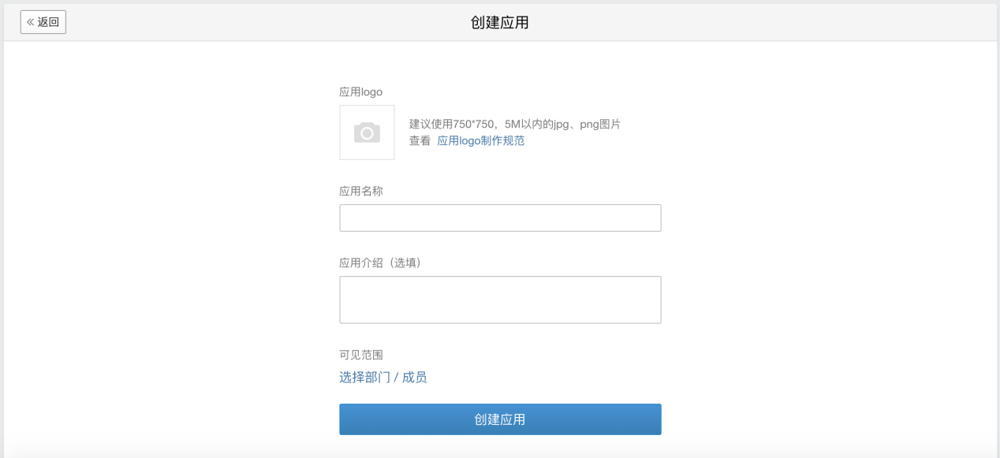 « 返回
创建应用
应用logo
建议使用750*750，5M以内的jpg、png图片
查看 应用logo制作规范
应用名称
应用介绍（选填）
可见范围
选择部门 / 成员
创建应用